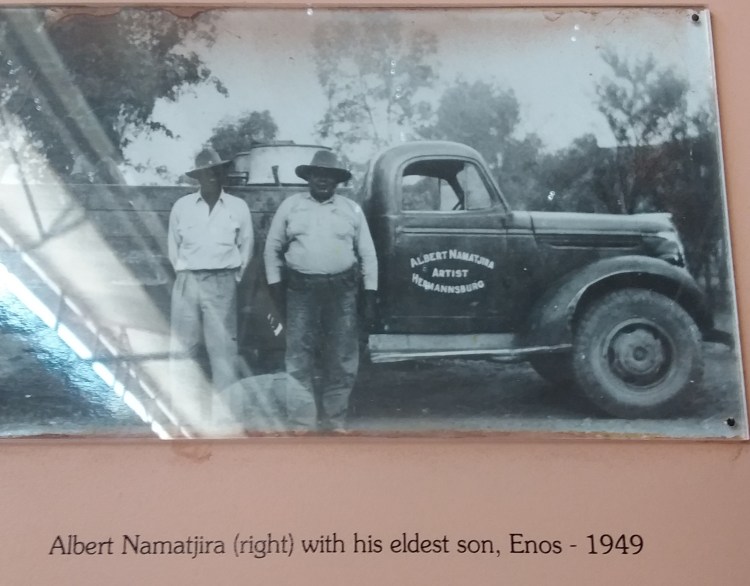 ALBERT NAMATJIRA
ARTIST
HERMANNSBURG
Albert Namatjira (right) with his eldest son, Enos - 1949